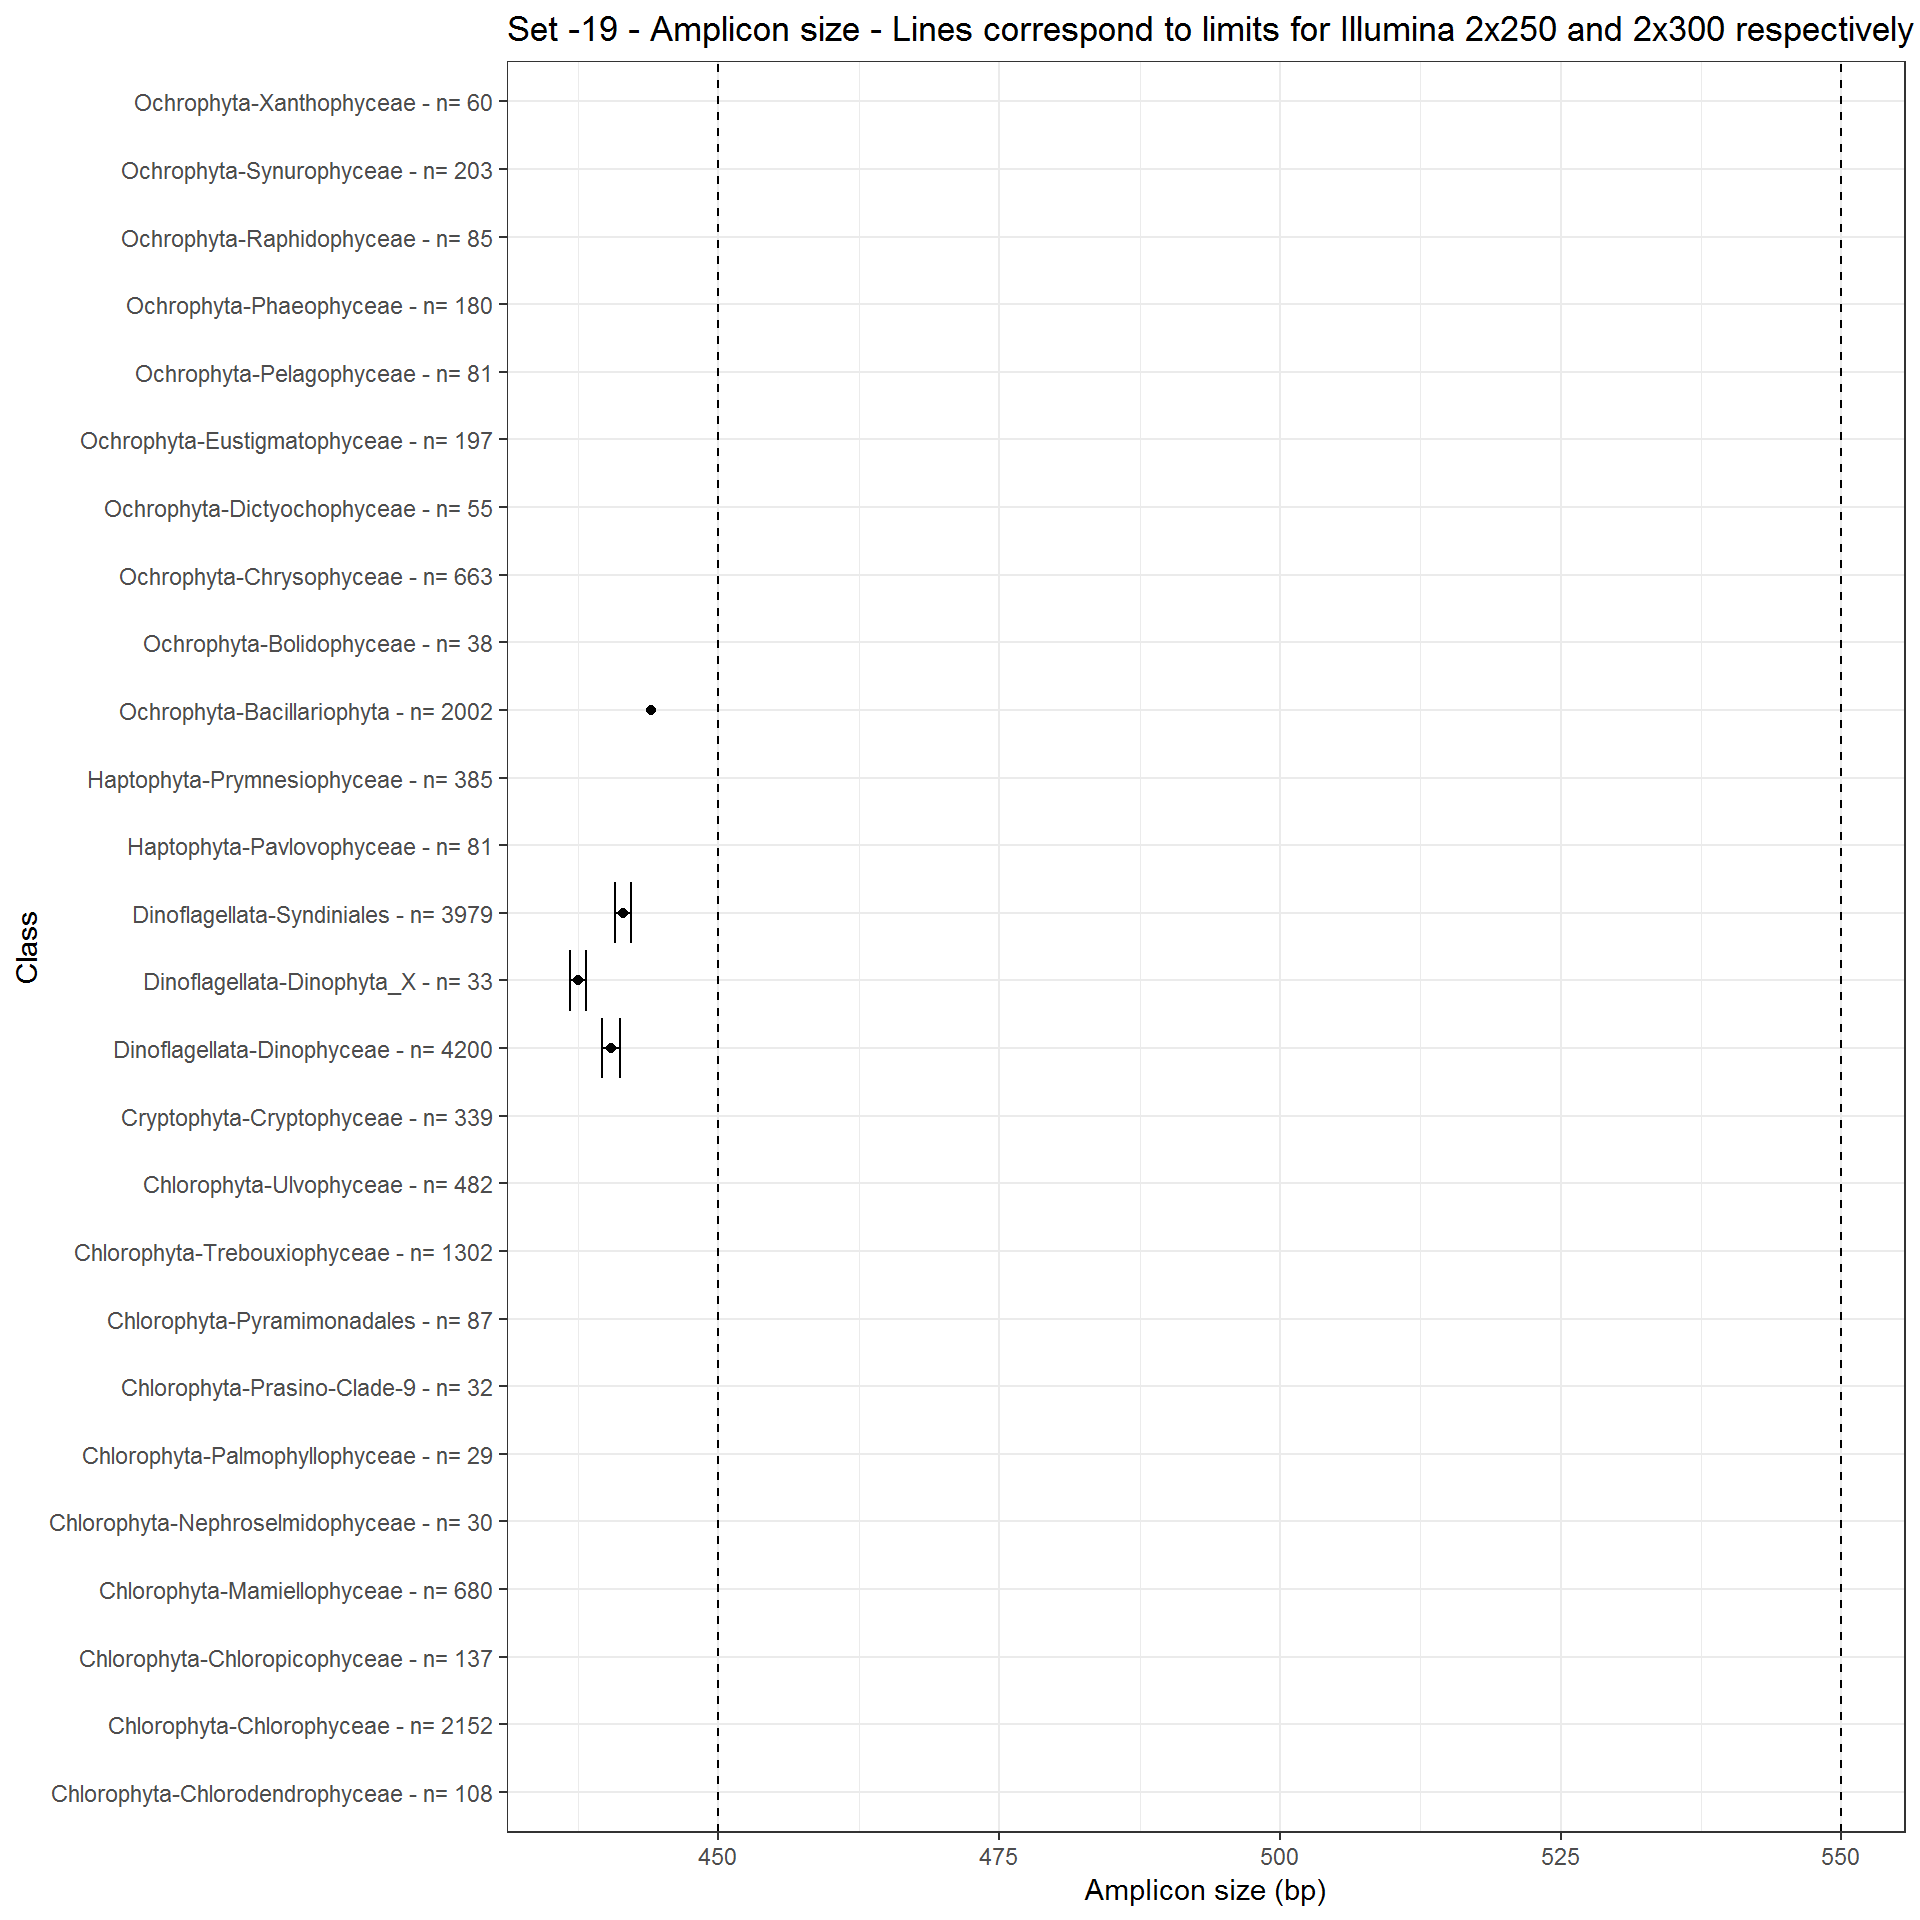 Set -19 - Amplicon size - Lines correspond to limits for Illumina 2x250 and 2x300 respectively
Ochrophyta-Xanthophyceae - n= 60
Ochrophyta-Synurophyceae - n= 203
Ochrophyta-Raphidophyceae - n= 85
Ochrophyta-Phaeophyceae - n= 180
Ochrophyta-Pelagophyceae - n= 81
Ochrophyta-Eustigmatophyceae - n= 197
Ochrophyta-Dictyochophyceae - n= 55
Ochrophyta-Chrysophyceae - n= 663
Ochrophyta-Bolidophyceae - n= 38
Ochrophyta-Bacillariophyta - n= 2002
Haptophyta-Prymnesiophyceae - n= 385
Haptophyta-Pavlovophyceae - n= 81
Dinoflagellata-Syndiniales - n= 3979
Dinoflagellata-Dinophyta_X - n= 33
Dinoflagellata-Dinophyceae - n= 4200
Cryptophyta-Cryptophyceae - n= 339
Chlorophyta-Ulvophyceae - n= 482
Chlorophyta-Trebouxiophyceae - n= 1302
Chlorophyta-Pyramimonadales - n= 87
Chlorophyta-Prasino-Clade-9 - n= 32
Chlorophyta-Palmophyllophyceae - n= 29
Chlorophyta-Nephroselmidophyceae - n= 30
Chlorophyta-Mamiellophyceae - n= 680
Chlorophyta-Chloropicophyceae - n= 137
Chlorophyta-Chlorophyceae - n= 2152
Chlorophyta-Chlorodendrophyceae - n= 108
Class
450 475 500 525 550
Amplicon size (bp)